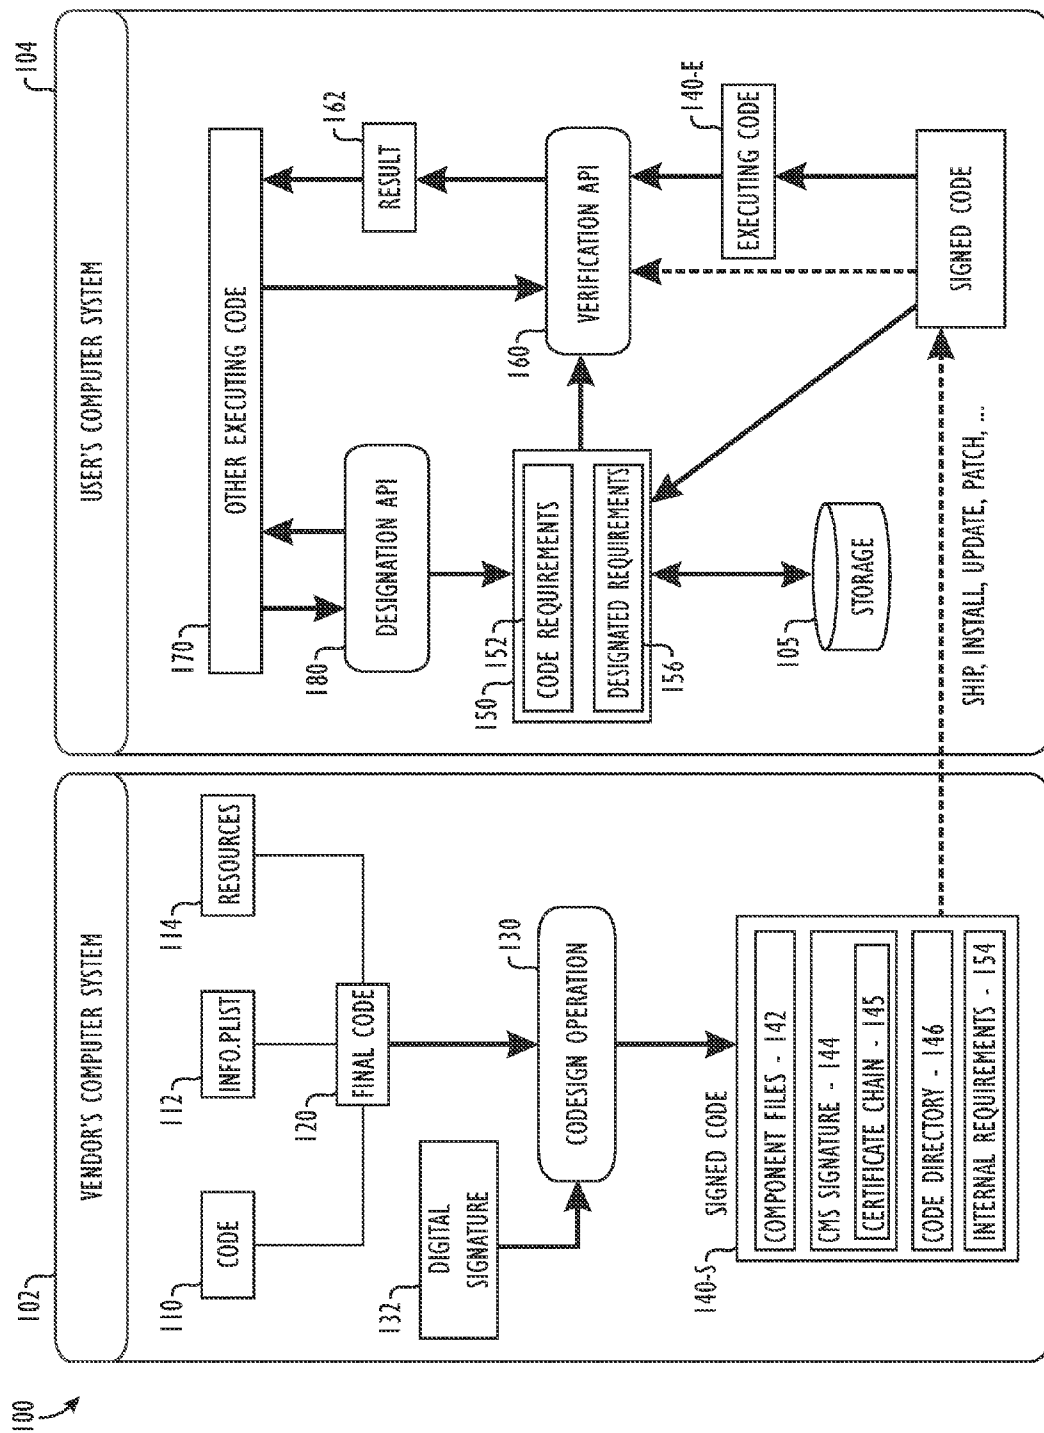 100
102
VENDOR'S COMPUTER SYSTEM
110
CODE
112
INFO.PLIST
114
RESOURCES
120
FINAL CODE
132
DIGITAL
SIGNATURE
130
CODESIGN OPERATION
SIGNED CODE
140-S
COMPONENT FILES - 142
CMS SIGNATURE - 144
CERTIFICATE CHAIN - 145
CODE DIRECTORY - 146
INTERNAL REQUIREMENTS - 154
104
USER'S COMPUTER SYSTEM
170
OTHER EXECUTING CODE
180
DESIGNATION API
162
RESULT
150
152
CODE REQUIREMENTS
DESIGNATED REQUIREMENTS
156
160
VERIFICATION API
140-E
EXECUTING CODE
105
STORAGE
SIGNED CODE
SHIP, INSTALL, UPDATE, PATCH, ...